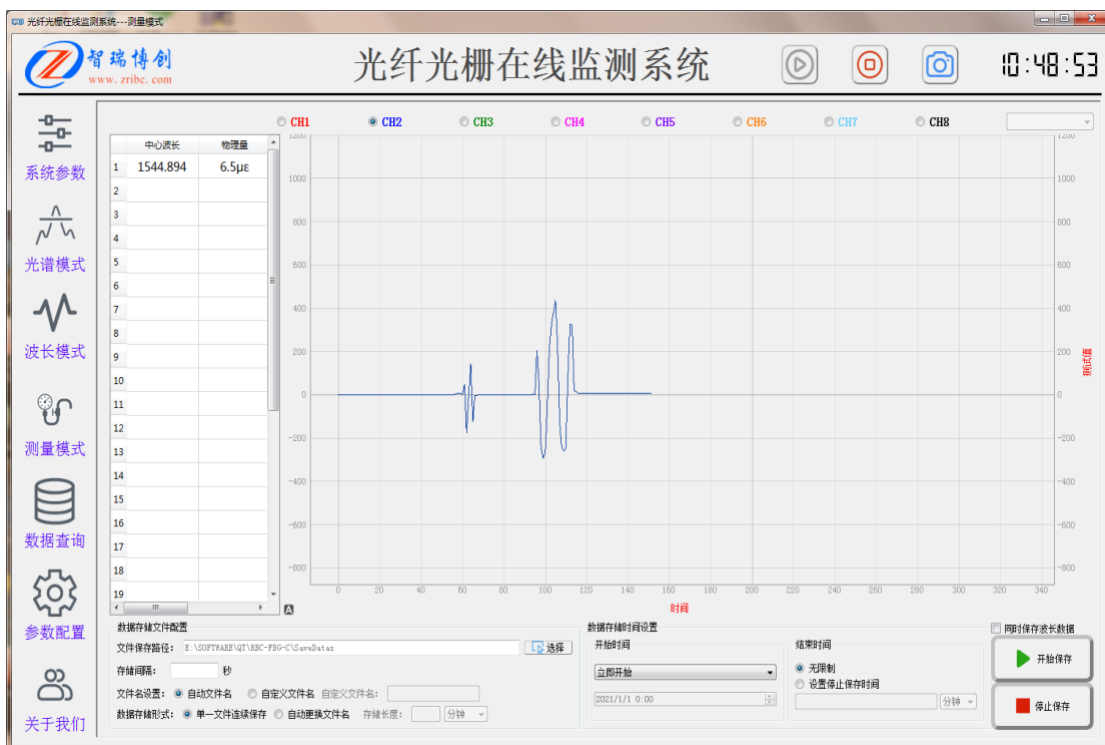 光纤光栅在线监测系统---测量模式
智瑞博创
www.zribc.com
光纤光栅在线监测系统
10:48:53
CH1 CH2 CH3 CH4 CH5 CH6 CH7 CH8
系统参数
光谱模式
波长模式
测量模式
数据查询
参数配置
关于我们
中心波长 物理量
1 1544.894 6.5με
2
3
4
5
6
7
8
9
10
11
12
13
14
15
16
17
18
19
1200
1000
800
600
400
200
0
-200
-400
-600
-800
0 20 40 60 80 100 120 140 160 180 200 220 240 260 280 300 320 340
时间
A
1200
1000
800
600
400
200
0
-200
-400
-600
-800
测试值
数据存储文件配置
文件保存路径: E:\SOFTWARE\QT\RBC-FBG-C\SaveDatas 选择
存储间隔: 秒
文件名设置: 自动文件名 自定义文件名 自定义文件名:
数据存储形式: 单一文件连续保存 自动更换文件名 存储长度: 分钟
数据存储时间设置
开始时间
立即开始
2021/1/1 0:00
结束时间
无限制
设置停止保存时间
分钟
同时保存波长数据
开始保存
停止保存